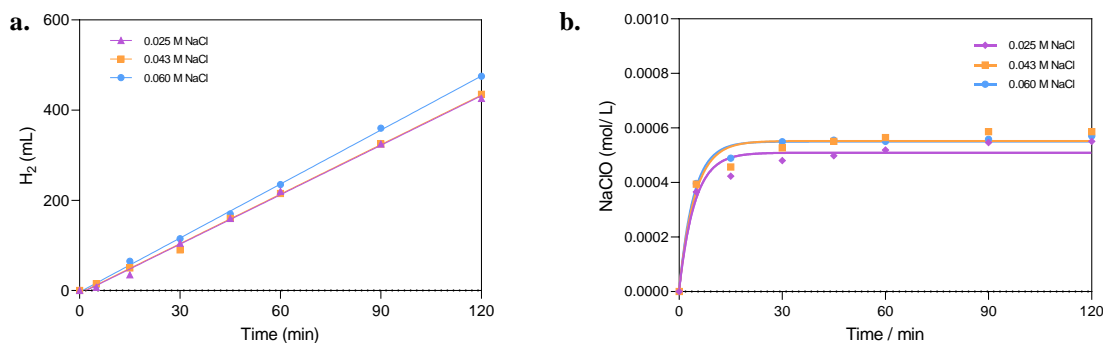 a.
600
400
200
0
H2 (mL)
0.025 M NaCl
0.043 M NaCl
0.060 M NaCl
0 30 60 90 120
Time (min)
b.
0.0010
0.0008
0.0006
0.0004
0.0002
0.0000
NaClO (mol/ L)
0.025 M NaCl
0.043 M NaCl
0.060 M NaCl
0 30 60 90 120
Time / min